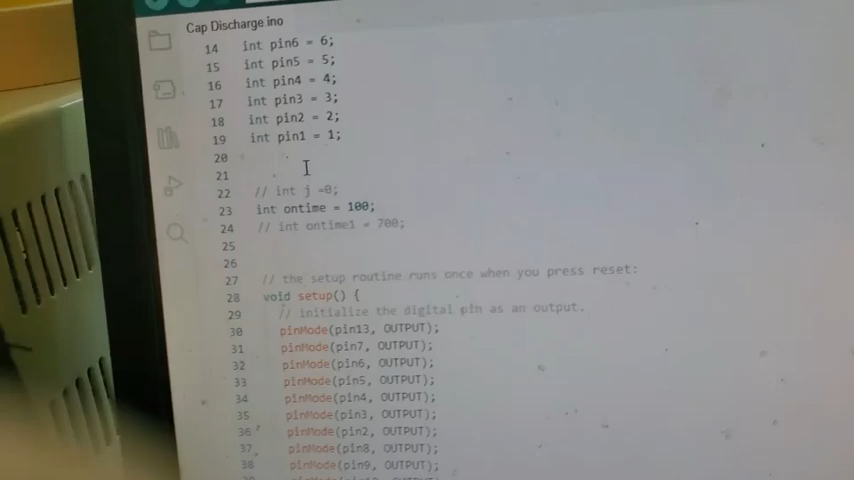 Cap Discharge ino
14 int pin6 = 6;
15 int pin5 = 5;
16 int pin4 = 4;
17 int pin3 = 3;
18 int pin2 = 2;
19 int pin1 = 1;
20
21
22 // int j =0;
23 int ontime = 100;
24 // int ontime1 = 700;
25
26
27 // the setup routine runs once when you press reset:
28 void setup() {
29 // initialize the digital pin as an output.
30 pinMode(pin13, OUTPUT);
31 pinMode(pin7, OUTPUT);
32 pinMode(pin6, OUTPUT);
33 pinMode(pin5, OUTPUT);
34 pinMode(pin4, OUTPUT);
35 pinMode(pin3, OUTPUT);
36 pinMode(pin2, OUTPUT);
37 pinMode(pin8, OUTPUT);
38 pinMode(pin9, OUTPUT);